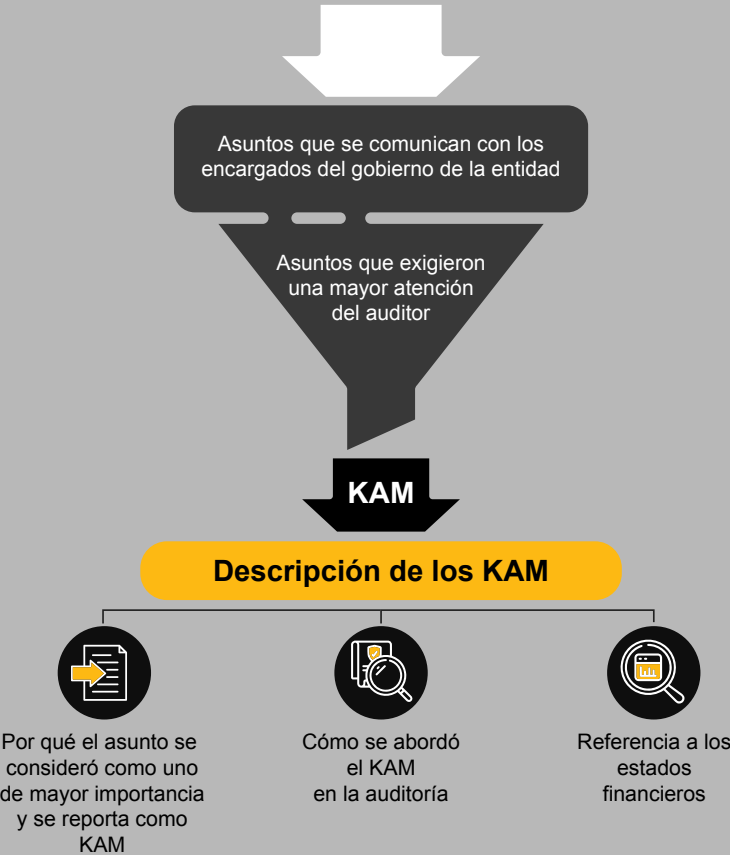 Asuntos que se comunican con los
encargados del gobierno de la entidad
Asuntos que exigieron
una mayor atención
del auditor
KAM
Descripción de los KAM
Por qué el asunto se
consideró como uno
de mayor importancia
y se reporta como
KAM
Cómo se abordó
el KAM
en la auditoría
Referencia a los
estados
financieros